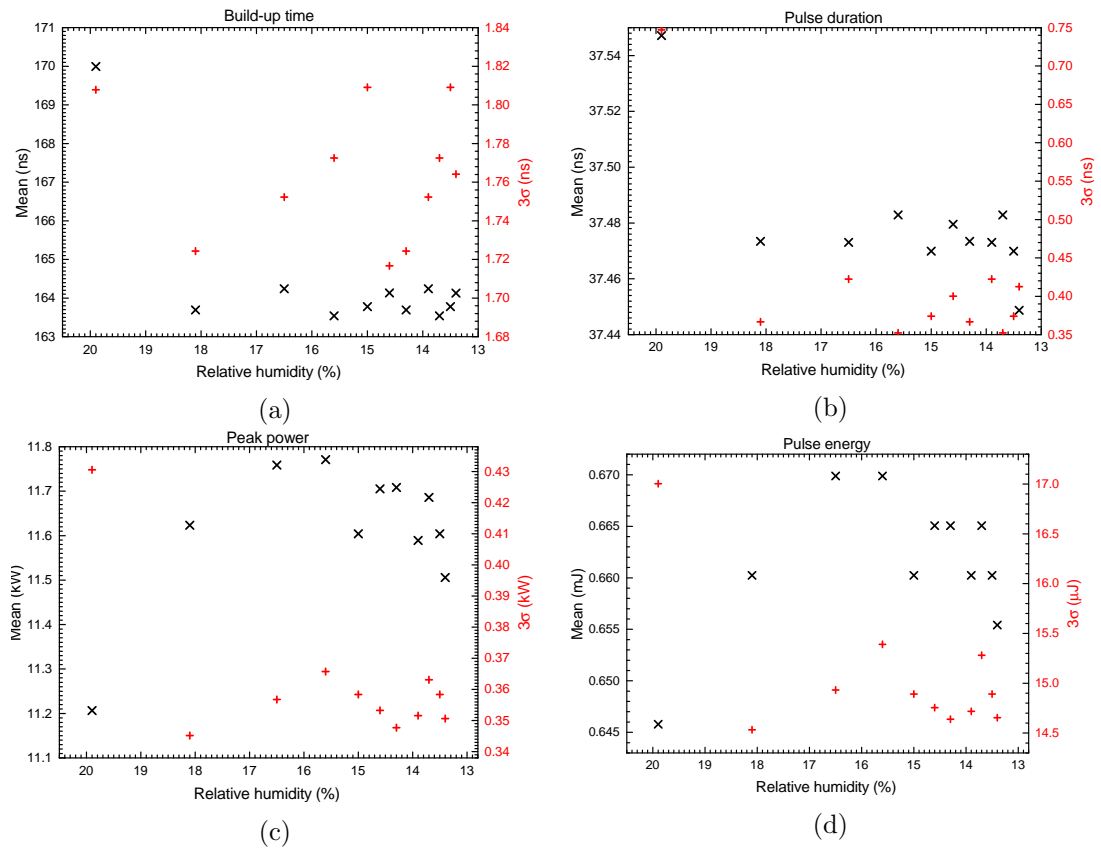 Build-up time
171
170
169
168
167
166
165
164
163
Mean (ns)
1.84
1.82
1.80
1.78
1.76
1.74
1.72
1.70
1.68
3σ (ns)
20 19 18 17 16 15 14 13
Relative humidity (%)
(a)
Pulse duration
37.54
37.52
37.50
37.48
37.46
37.44
Mean (ns)
0.75
0.70
0.65
0.60
0.55
0.50
0.45
0.40
0.35
3σ (ns)
20 19 18 17 16 15 14 13
Relative humidity (%)
(b)
Peak power
11.8
11.7
11.6
11.5
11.4
11.3
11.2
11.1
Mean (kW)
0.43
0.42
0.41
0.40
0.39
0.38
0.37
0.36
0.35
0.34
3σ (kW)
20 19 18 17 16 15 14 13
Relative humidity (%)
(c)
Pulse energy
0.670
0.665
0.660
0.655
0.650
0.645
Mean (mJ)
17.0
16.5
16.0
15.5
15.0
14.5
3σ (µJ)
20 19 18 17 16 15 14 13
Relative humidity (%)
(d)